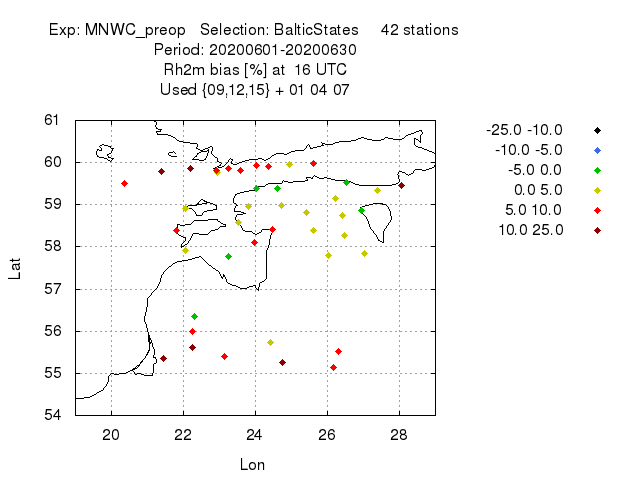 Exp: MNWC_preop Selection: BalticStates 42 stations
Period: 20200601-20200630
Rh2m bias [%] at 16 UTC
Used {09,12,15} + 01 04 07
61
60
59
58
57
56
55
54
Lat
20 22 24 26 28
Lon
-25.0 -10.0
-10.0 -5.0
-5.0 0.0
0.0 5.0
5.0 10.0
10.0 25.0